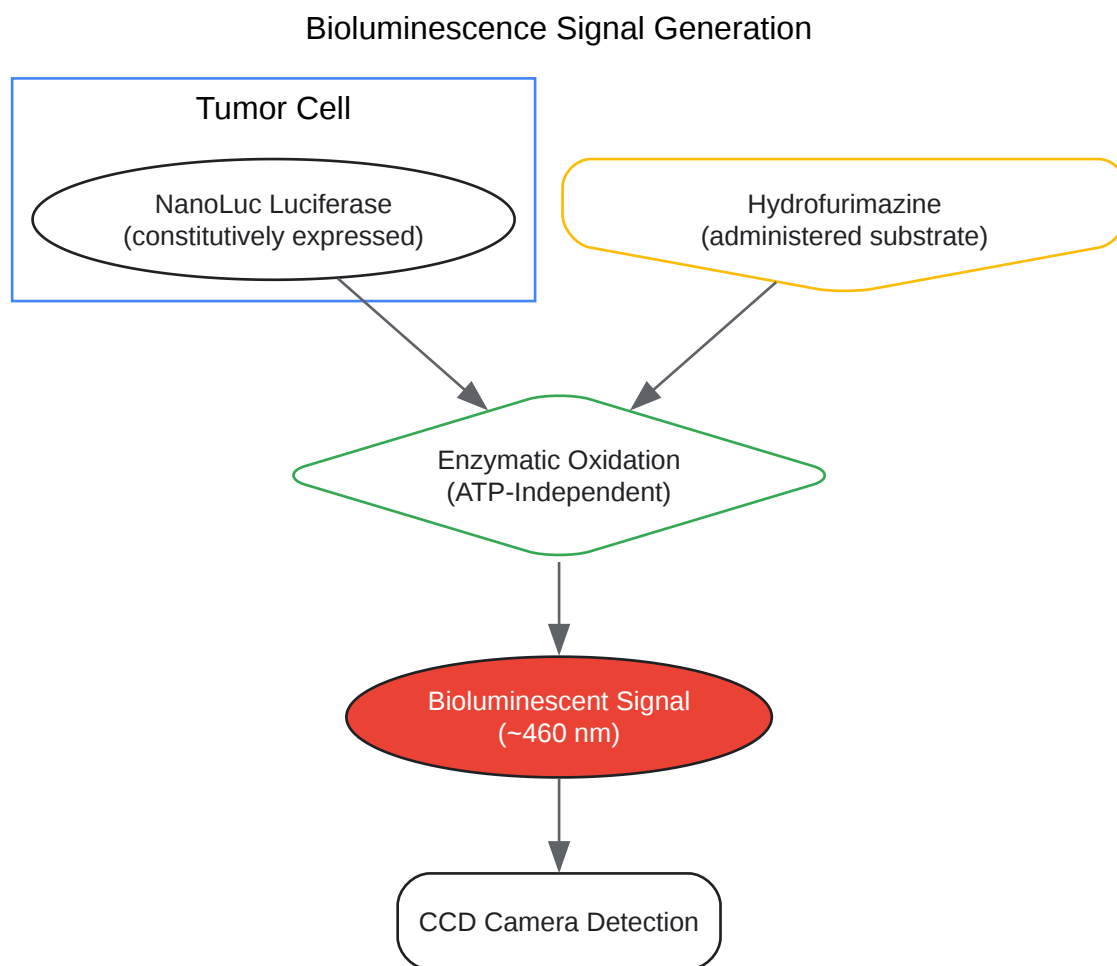 Bioluminescence Signal Generation
Tumor Cell
NanoLuc Luciferase
(constitutively expressed)
Hydrofurimazine
(administered substrate)
Enzymatic Oxidation
(ATP-Independent)
Bioluminescent Signal
(~460 nm)
CCD Camera Detection